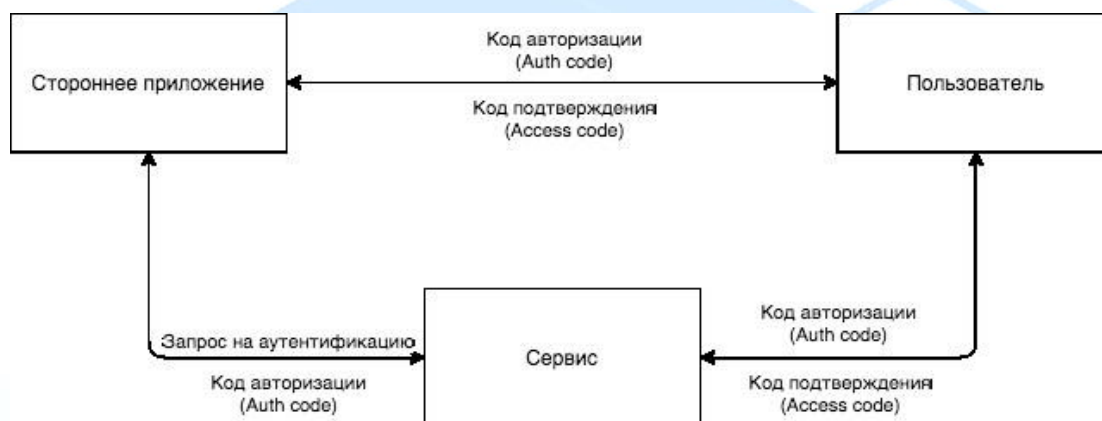 Код авторизации
(Auth code)
Стороннее приложение
Пользователь
Код подтверждения
(Access code)
Запрос на аутентификацию
Код авторизации
(Auth code)
Сервис
Код авторизации
(Auth code)
Код подтверждения
(Access code)